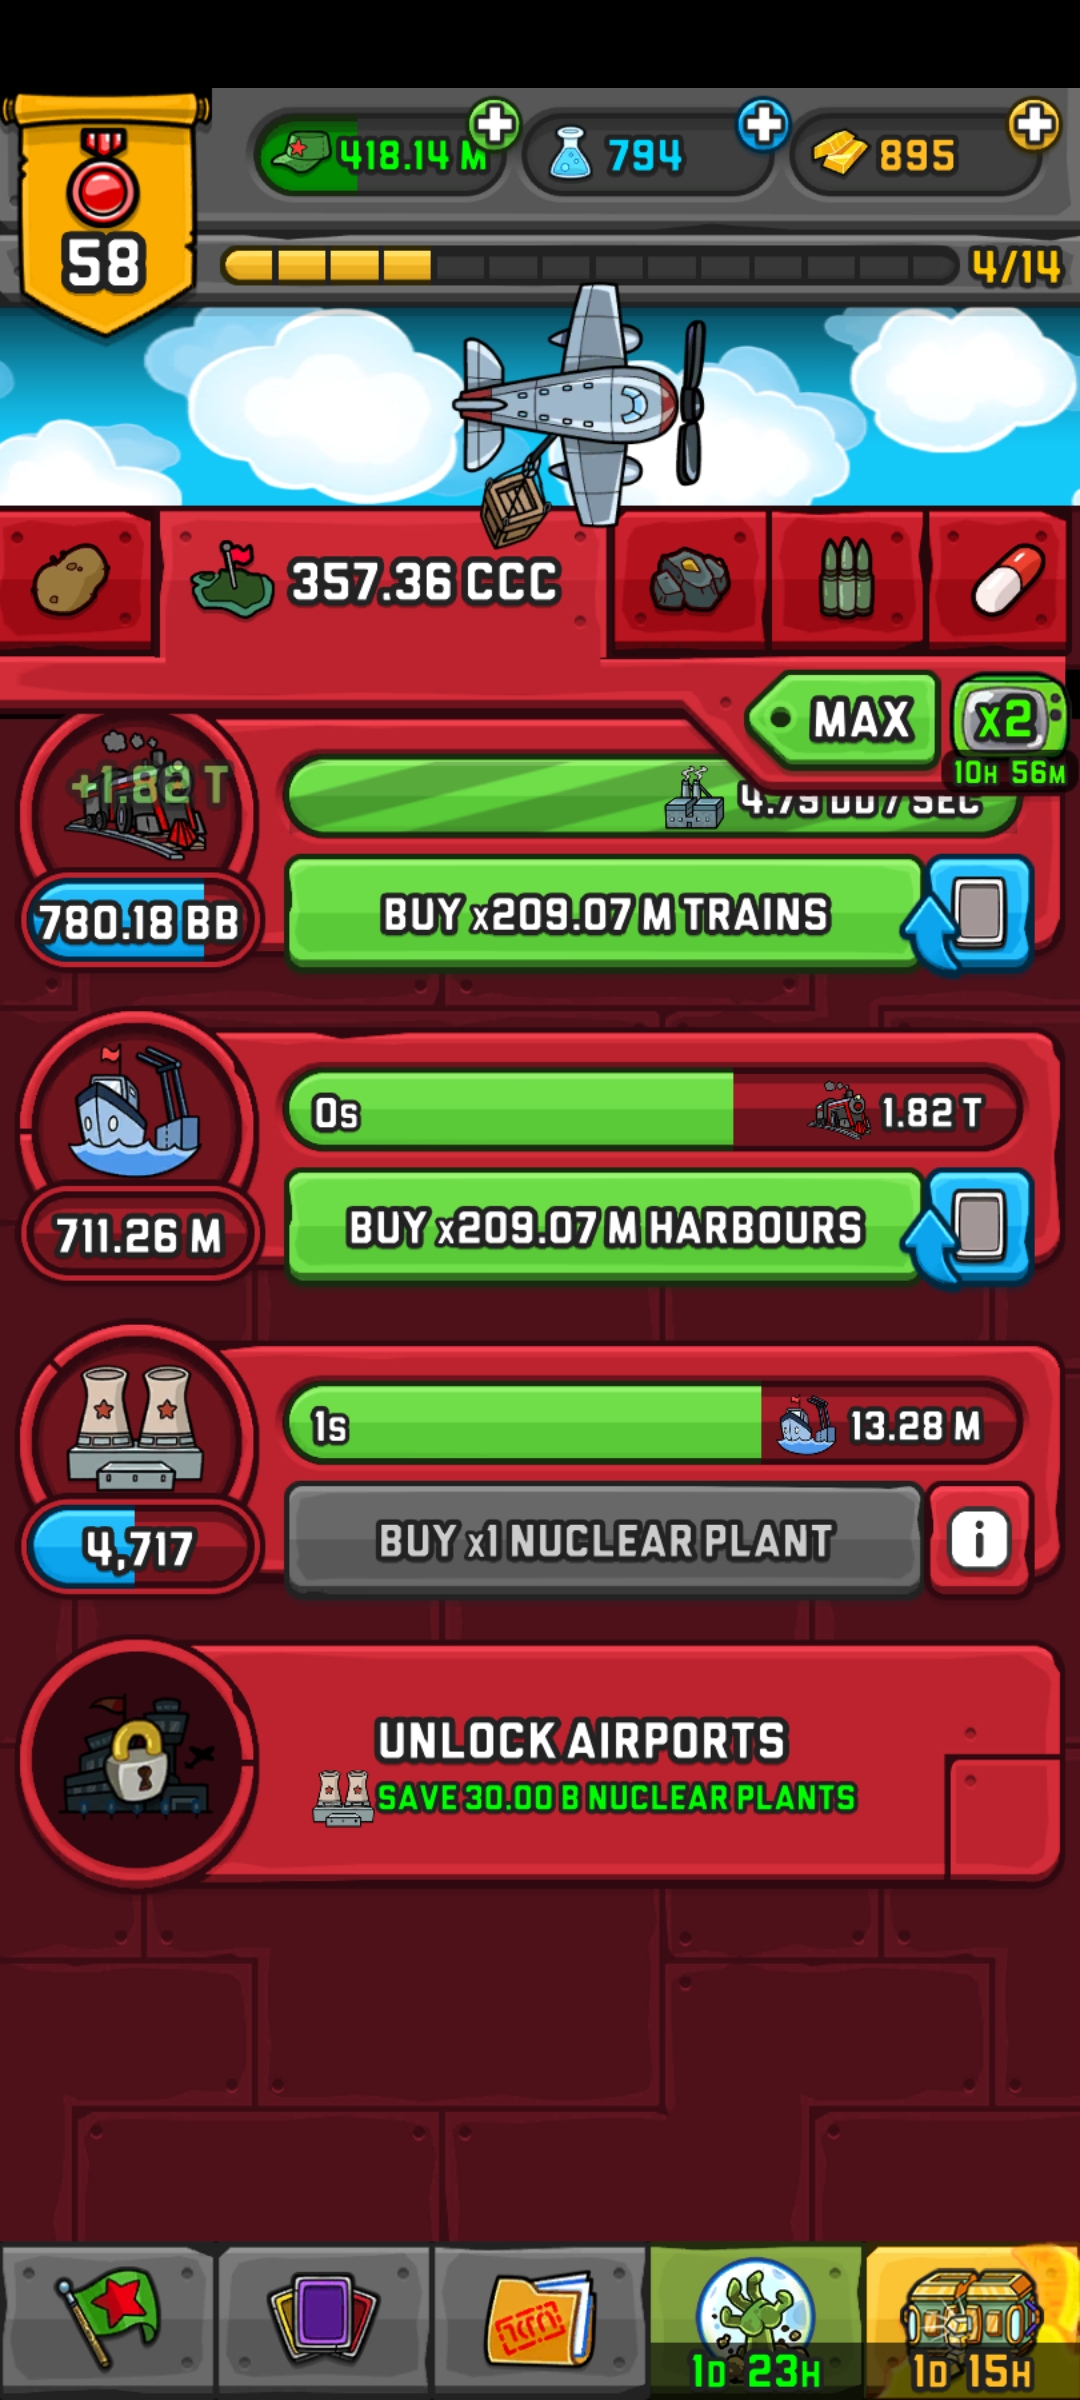 418.14 M
794
895
58
4/14
357.36 CCC
MAX
x2
10H 56M
+1.82 T
4.79 DD / SEC
780.18 BB
BUY x209.07 M TRAINS
0s
1.82 T
711.26 M
BUY x209.07 M HARBOURS
1s
13.28 M
4,717
BUY x1 NUCLEAR PLANT
i
UNLOCK AIRPORTS
SAVE 30.00 B NUCLEAR PLANTS
1D 23H
1D 15H